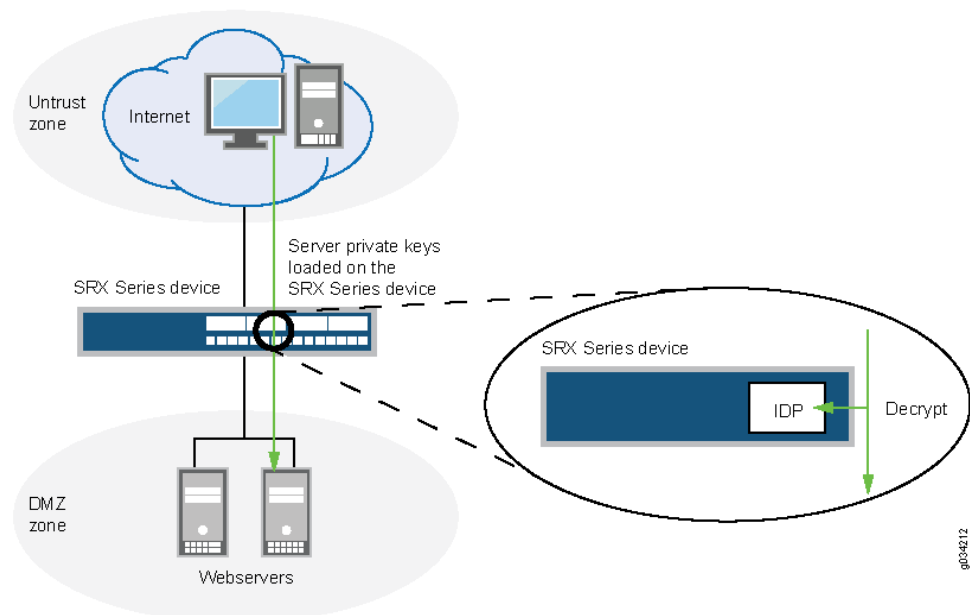 Untrust
zone
Internet
Server private keys
loaded on the
SRX Series device
SRX Series device
SRX Series device
IDP
Decrypt
DMZ
zone
Webservers
g034212